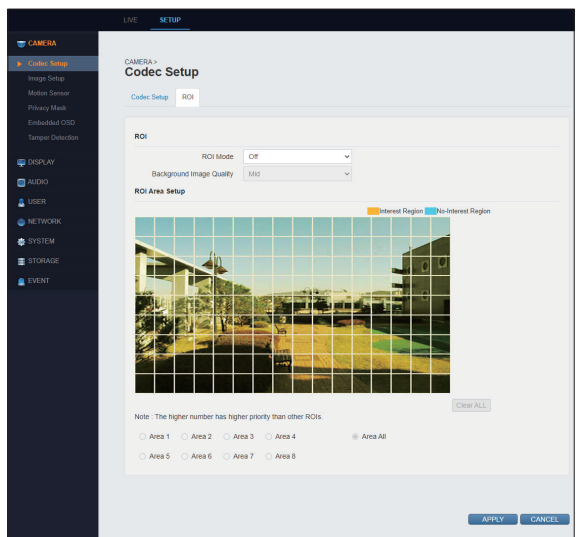 LIVE SETUP
CAMERA
Codec Setup
Image Setup
Motion Sensor
Privacy Mask
Embedded OSD
Tamper Detection
DISPLAY
AUDIO
USER
NETWORK
SYSTEM
STORAGE
EVENT
CAMERA >
Codec Setup
Codec Setup ROI
ROI
ROI Mode Off
Background Image Quality Mid
ROI Area Setup
Interest Region No-Interest Region
Clear ALL
Note : The higher number has higher priority than other ROIs.
Area 1 Area 2 Area 3 Area 4 Area All
Area 5 Area 6 Area 7 Area 8
APPLY CANCEL